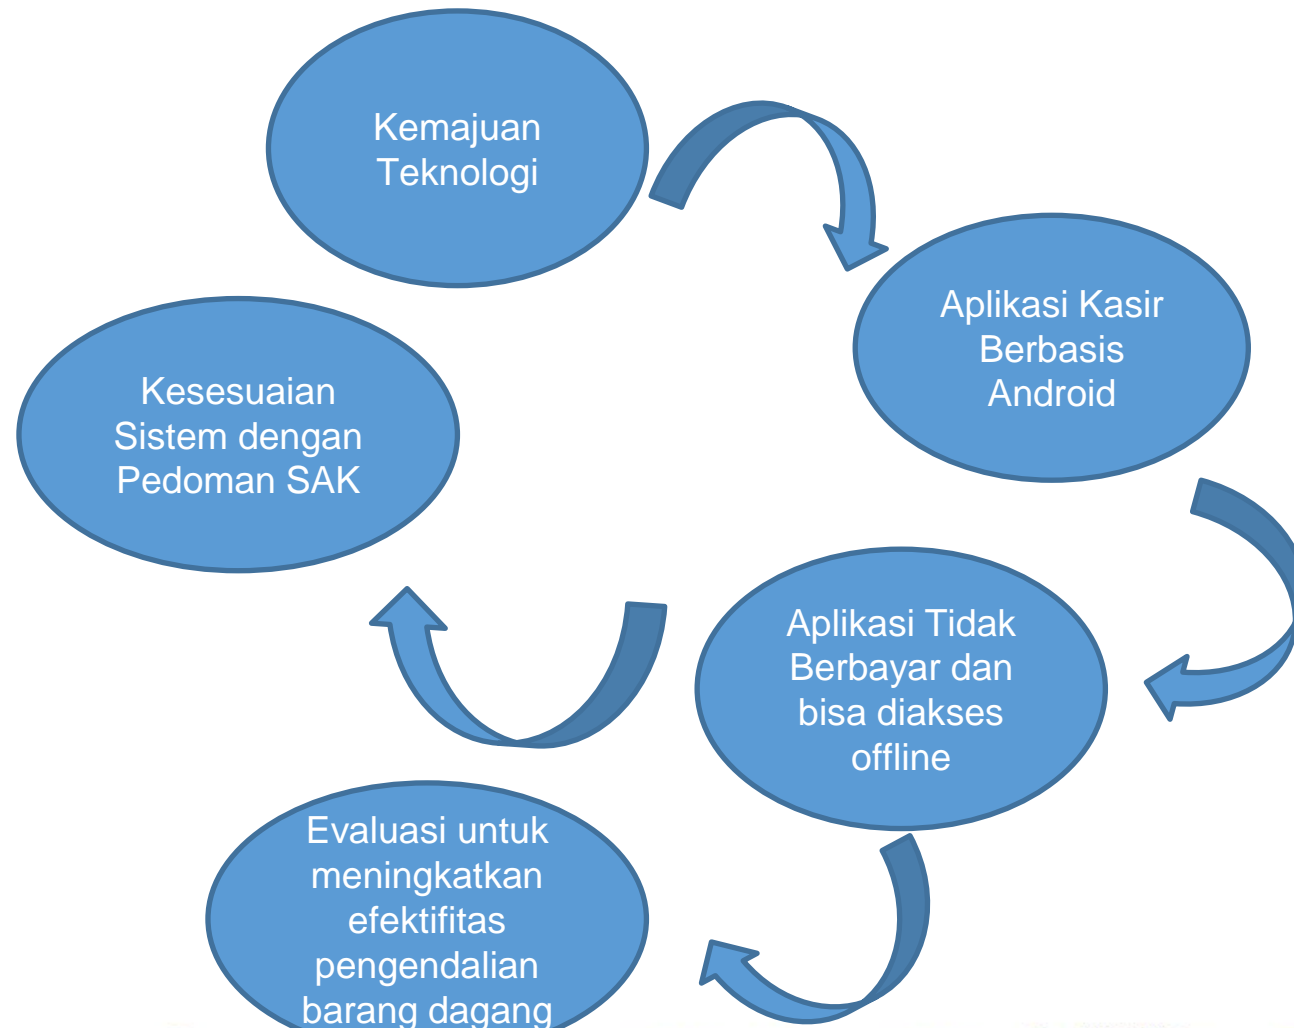 Kemajuan
Teknologi
Aplikasi Kasir
Berbasis
Android
Kesesuaian
Sistem dengan
Pedoman SAK
Aplikasi Tidak
Berbayar dan
bisa diakses
offline
Evaluasi untuk
meningkatkan
efektifitas
pengendalian
barang dagang